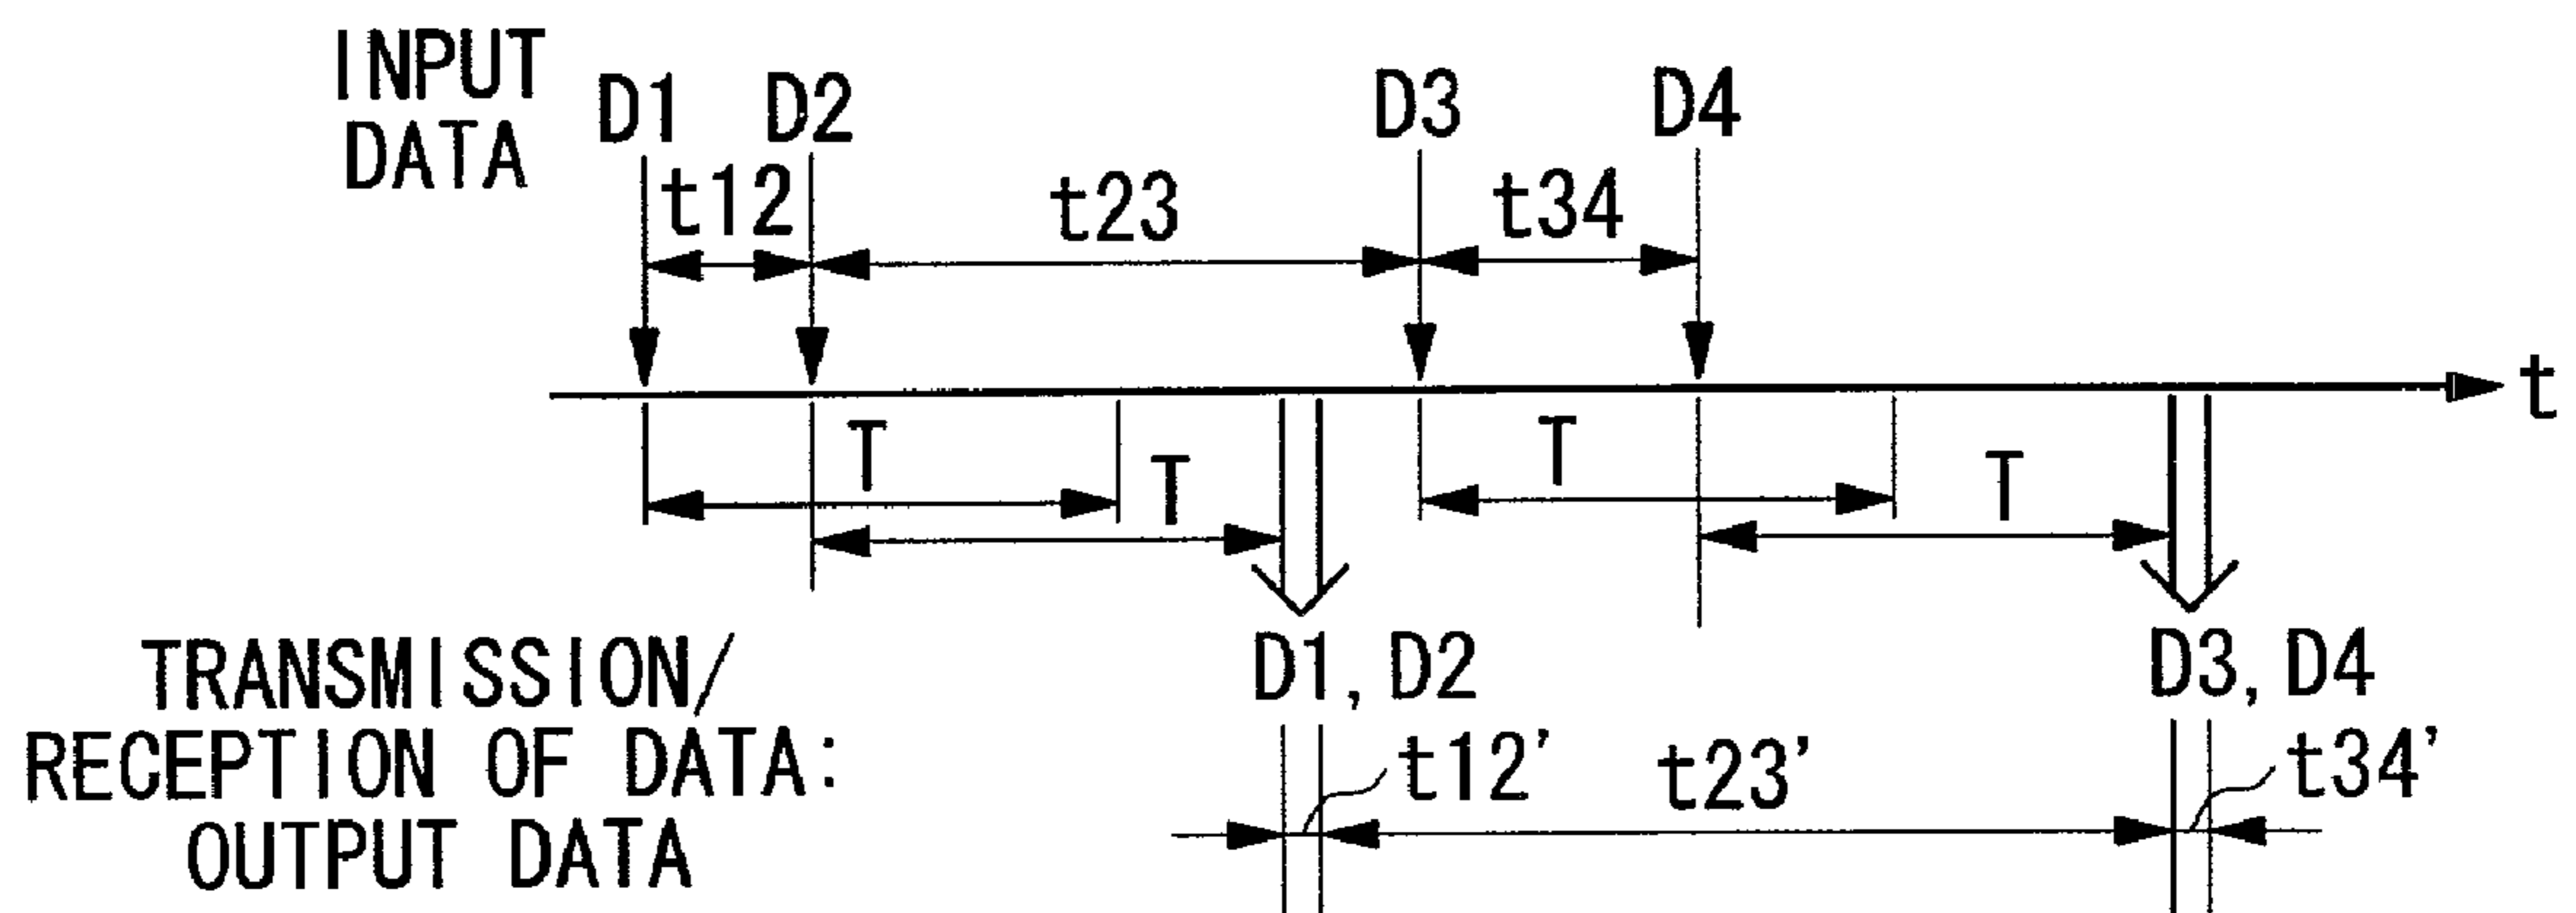 INPUT
DATA
D1 D2 D3 D4
t12 t23 t34
t
T T T T
D1, D2 D3, D4
TRANSMISSION/
RECEPTION OF DATA:
OUTPUT DATA
t12' t23' t34'